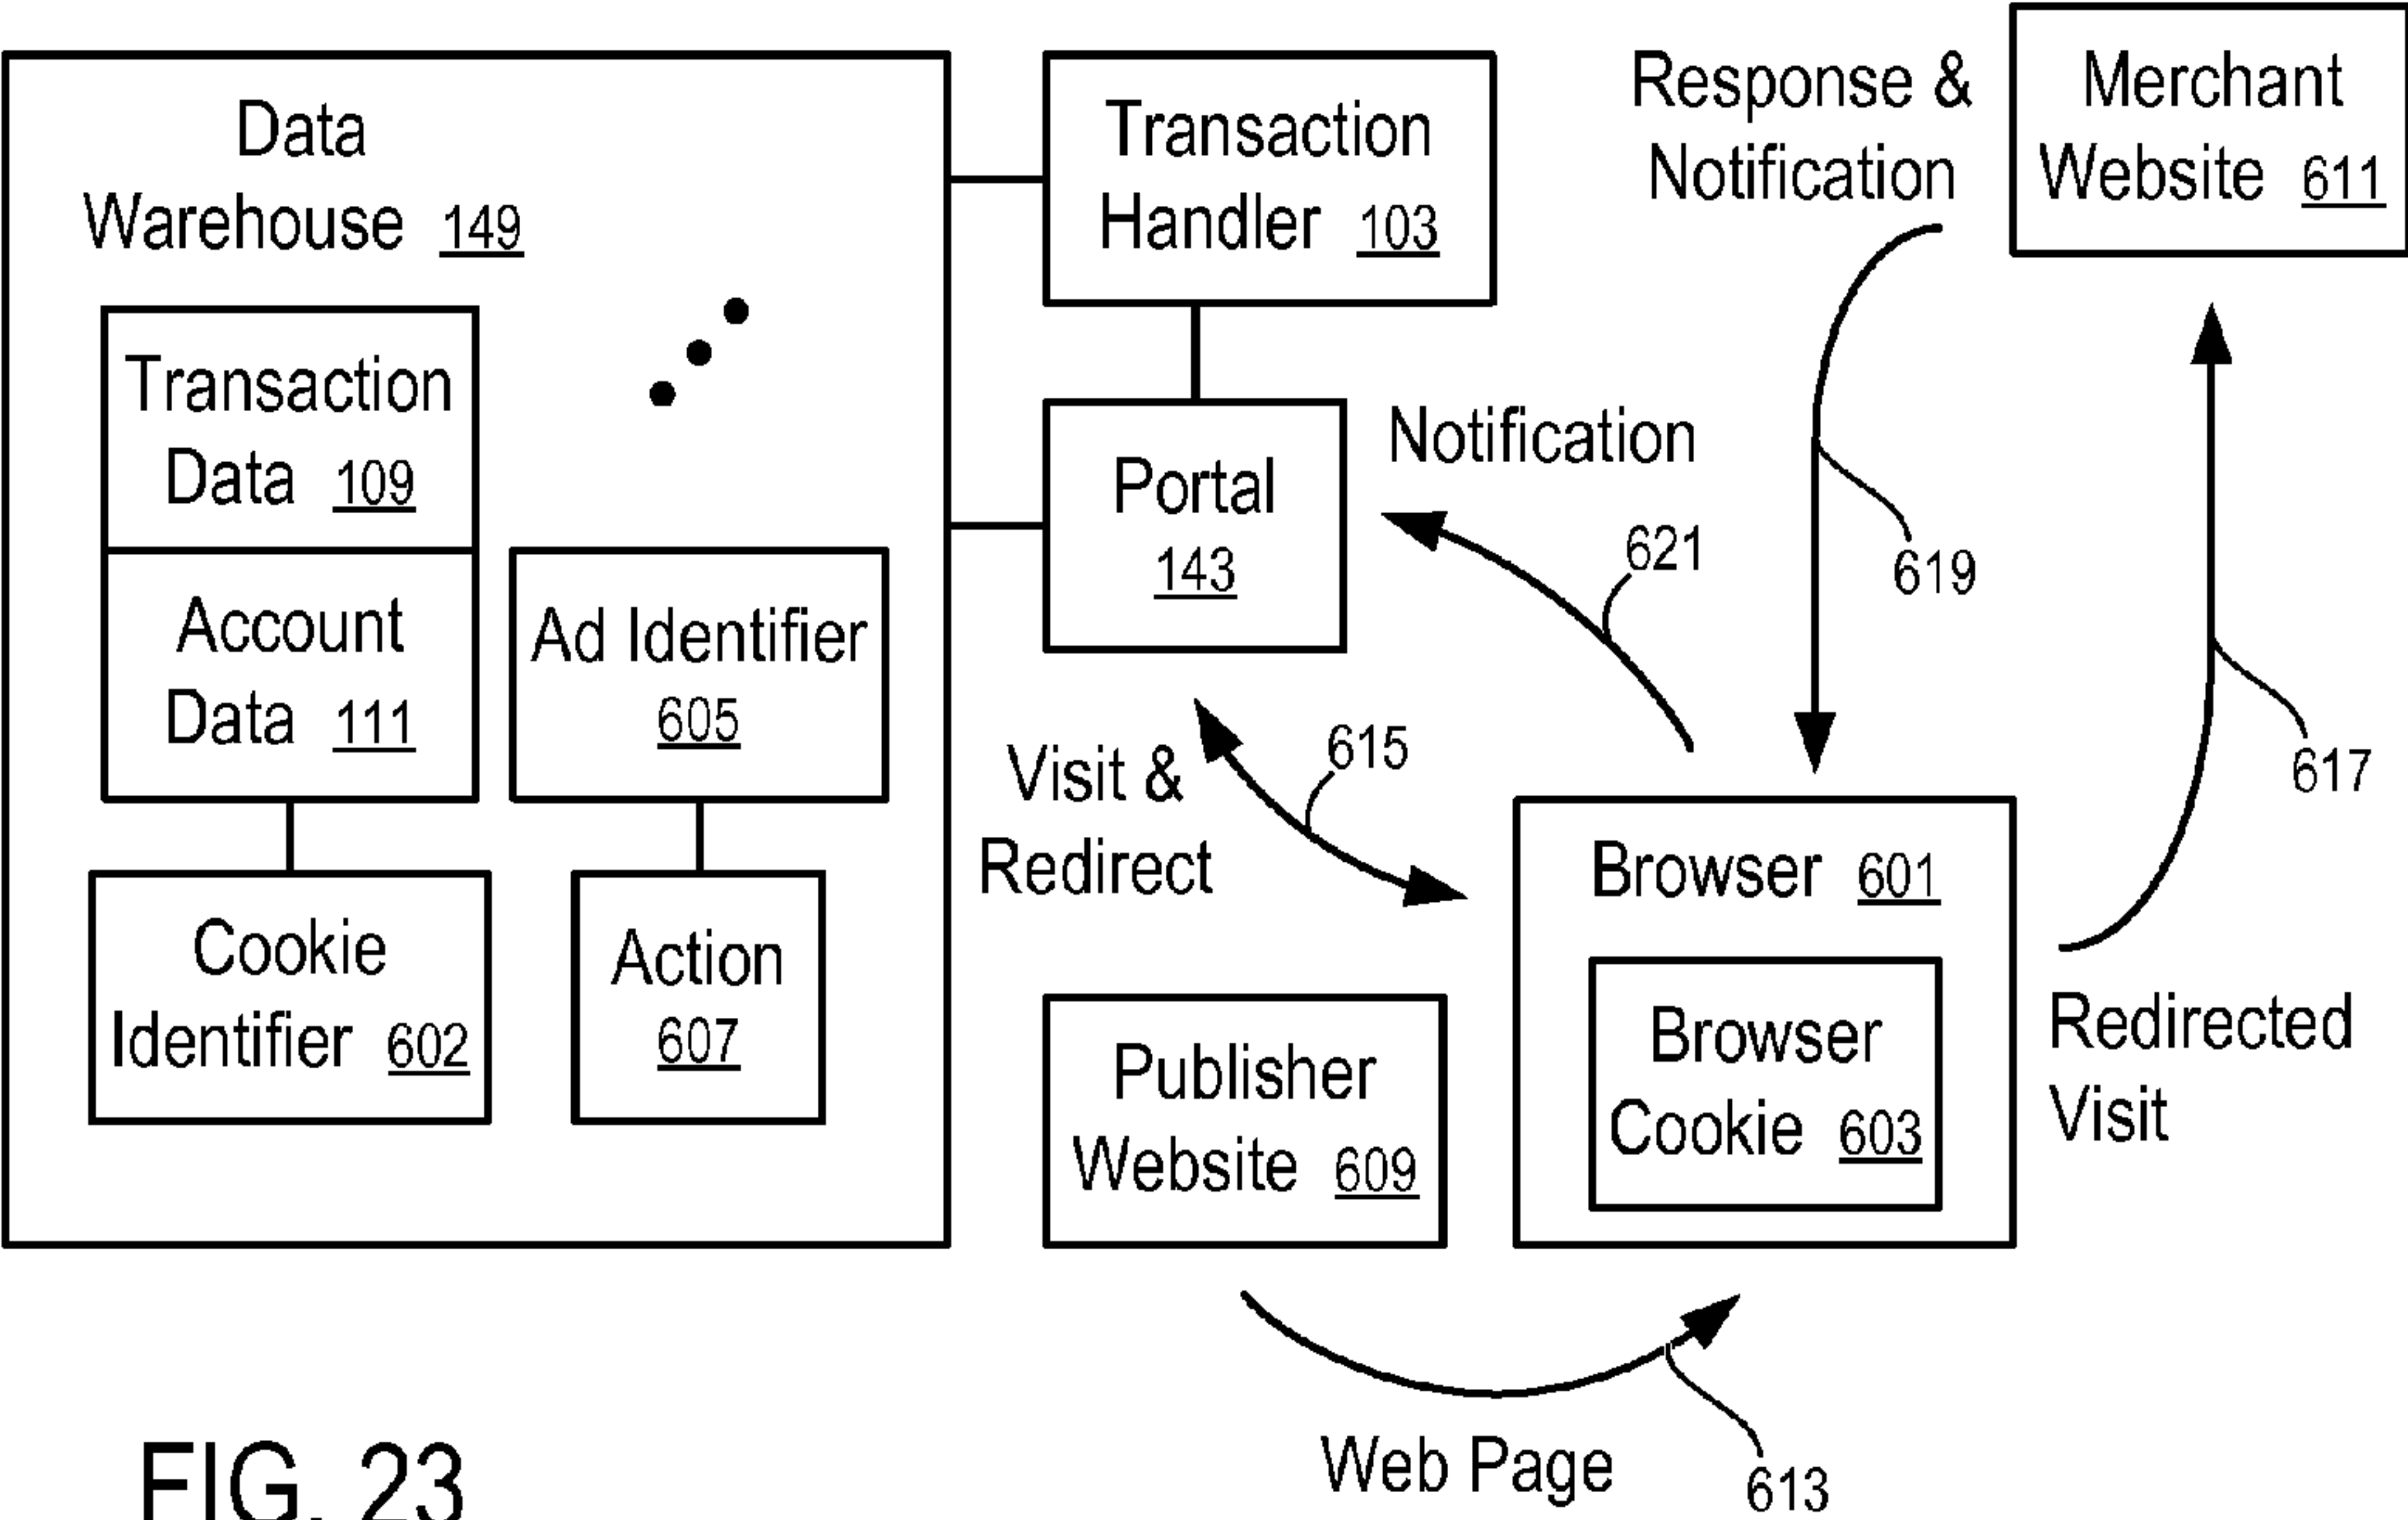 Data
Warehouse 149
Transaction
Data 109
Account
Data 111
Ad Identifier
605
Cookie
Identifier 602
Action
607
Transaction
Handler 103
Portal
143
Response &
Notification
Merchant
Website 611
Notification
621
619
617
Visit &
Redirect
615
Browser 601
Browser
Cookie 603
Redirected
Visit
Publisher
Website 609
Web Page
613
FIG. 23